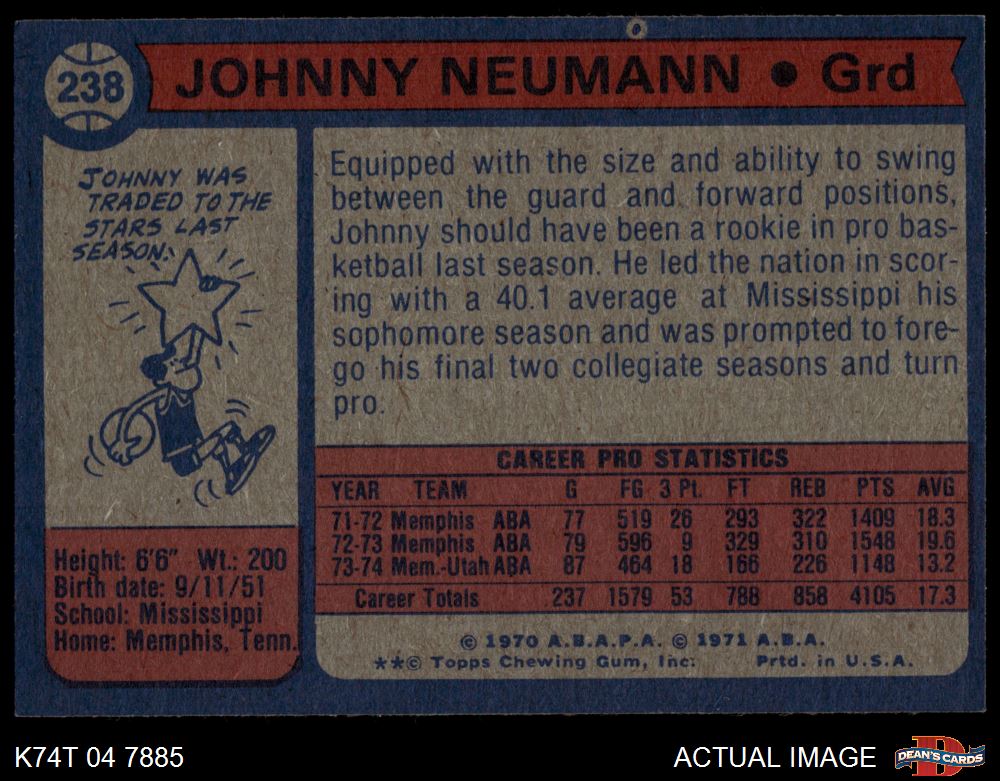 238
JOHNNY NEUMANN ● Grd
JOHNNY WAS
TRADED TO THE
STARS LAST
SEASON.
Equipped with the size and ability to swing
between the guard and forward positions,
Johnny should have been a rookie in pro bas-
ketball last season. He led the nation in scor-
ing with a 40.1 average at Mississippi his
sophomore season and was prompted to fore-
go his final two collegiate seasons and turn
pro.
Height: 6'6" Wt.: 200
Birth date: 9/11/51
School: Mississippi
Home: Memphis, Tenn.
CAREER PRO STATISTICS
YEAR TEAM G FG 3 Pt. FT REB PTS AVG
71-72 Memphis ABA 77 519 26 293 322 1409 18.3
72-73 Memphis ABA 79 596 9 329 310 1548 19.6
73-74 Mem.-Utah ABA 87 464 18 166 226 1148 13.2
Career Totals 237 1579 53 788 858 4105 17.3
© 1970 A.B.A.P.A. © 1971 A.B.A.
**© Topps Chewing Gum, Inc. Prtd. in U.S.A.
K74T 04 7885
ACTUAL IMAGE
D
DEAN'S CARDS